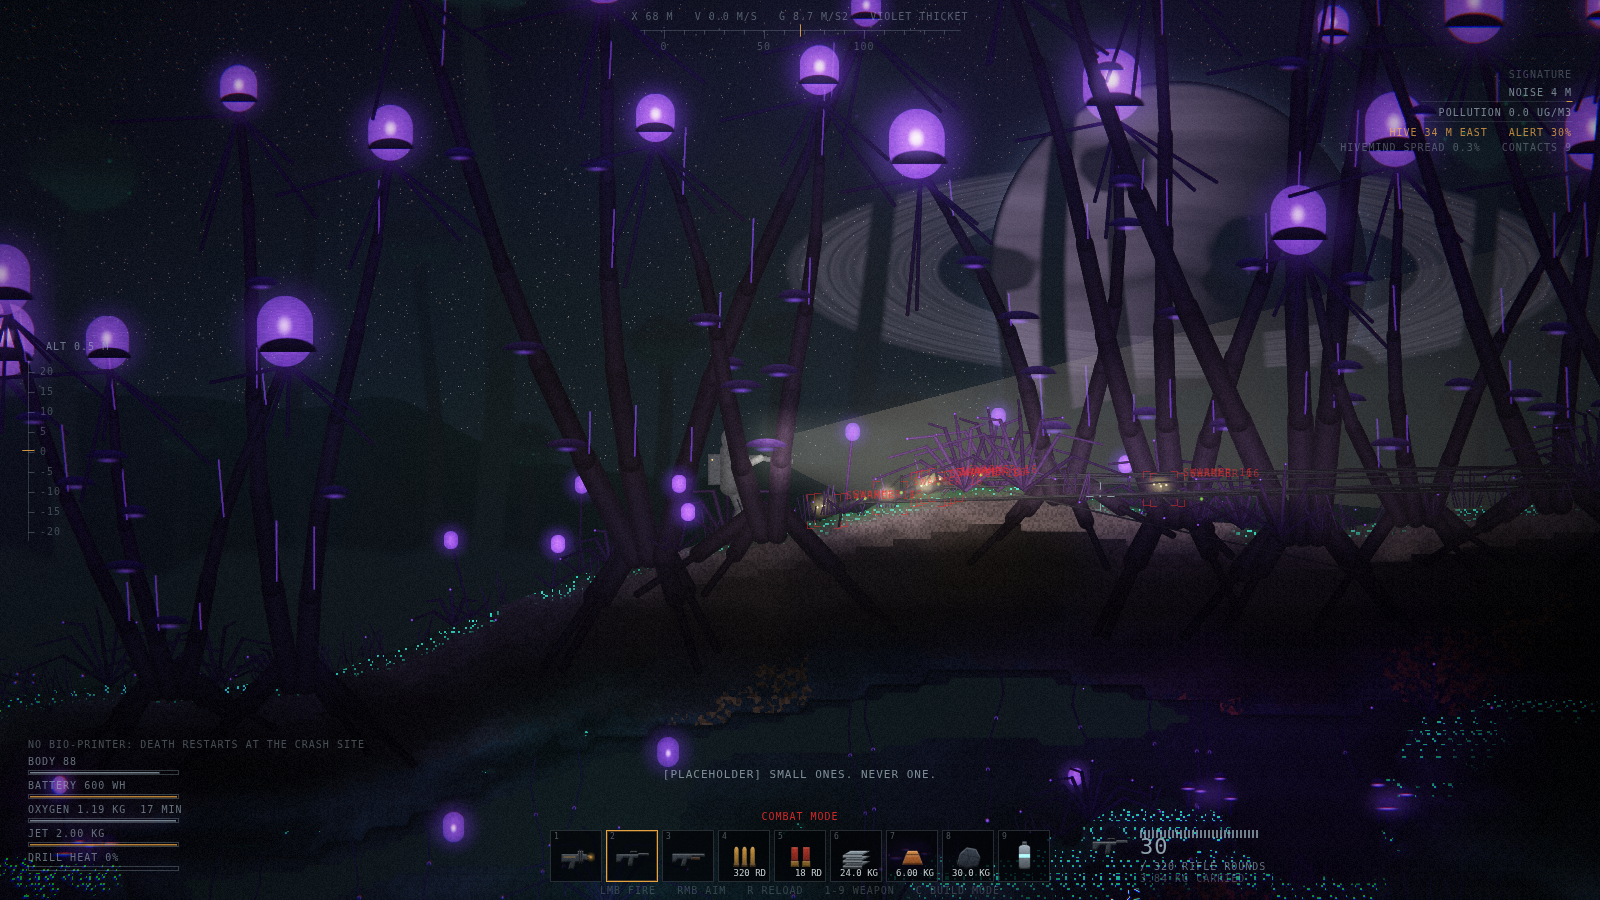 X 68 M V 0.0 M/S G 8.7 M/S2 VIOLET THICKET
0 50 100
SIGNATURE
NOISE 4 M
POLLUTION 0.0 UG/M3
HIVE 34 M EAST ALERT 30%
HIVEMIND SPREAD 0.3% CONTACTS 9
ALT 0.5 M
20
15
10
5
0
-5
-10
-15
-20
NO BIO-PRINTER: DEATH RESTARTS AT THE CRASH SITE
BODY 88
BATTERY 600 WH
OXYGEN 1.19 KG 17 MIN
JET 2.00 KG
DRILL HEAT 0%
[PLACEHOLDER] SMALL ONES. NEVER ONE.
COMBAT MODE
1 2 3 4 5 6 7 8 9
320 RD 18 RD 24.0 KG 6.00 KG 30.0 KG
LMB FIRE RMB AIM R RELOAD 1-9 WEAPON C BUILD MODE
30
/ 320 RIFLE ROUNDS